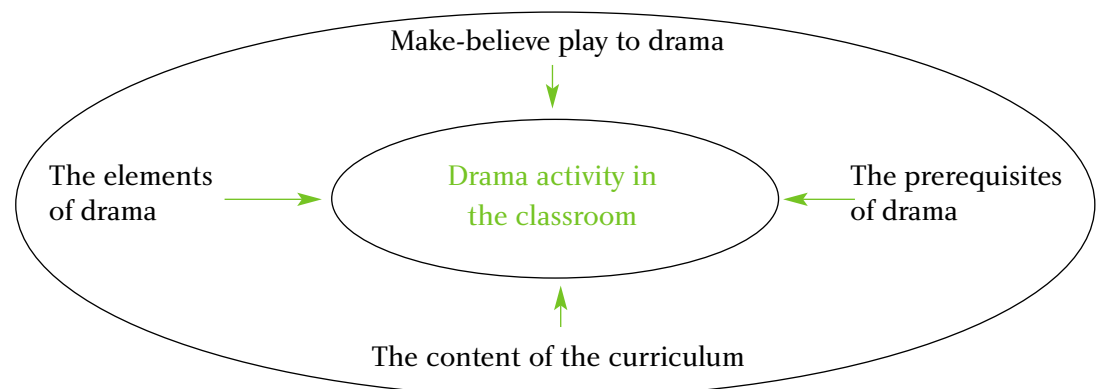 Make-believe play to drama
The elements
of drama
Drama activity in
the classroom
The prerequisites
of drama
The content of the curriculum